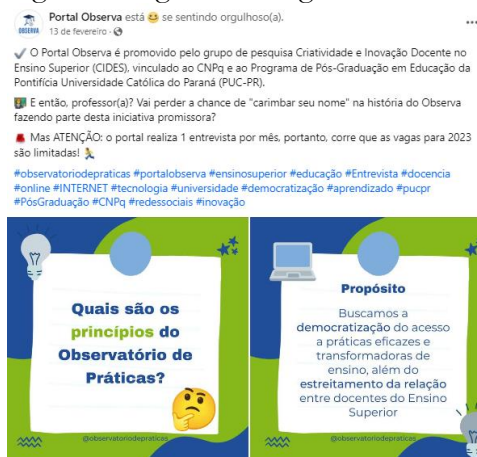 Portal Observa está 😄 se sentindo orgulhoso(a).
13 de fevereiro ·
OBSERVA
✔️ O Portal Observa é promovido pelo grupo de pesquisa Criatividade e Inovação Docente no
Ensino Superior (CIDES), vinculado ao CNPq e ao Programa de Pós-Graduação em Educação da
Pontifícia Universidade Católica do Paraná (PUC-PR).
👩‍🏫 E então, professor(a)? Vai perder a chance de "carimbar seu nome" na história do Observa
fazendo parte desta iniciativa promissora?
🚨 Mas ATENÇÃO: o portal realiza 1 entrevista por mês, portanto, corre que as vagas para 2023
são limitadas! 🏃
#observatoriodepraticas #portalobserva #ensinosuperior #educação #Entrevista #docencia
#online #INTERNET #tecnologia #universidade #democratização #aprendizado #pucpr
#PósGraduação #CNPq #redessociais #inovação
Quais são os
princípios do
Observatório de
Práticas?
@observatoriodepraticas
Propósito
Buscamos a
democratização do acesso
a práticas eficazes e
transformadoras de
ensino, além do
estreitamento da relação
entre docentes do Ensino
Superior
@observatoriodepraticas